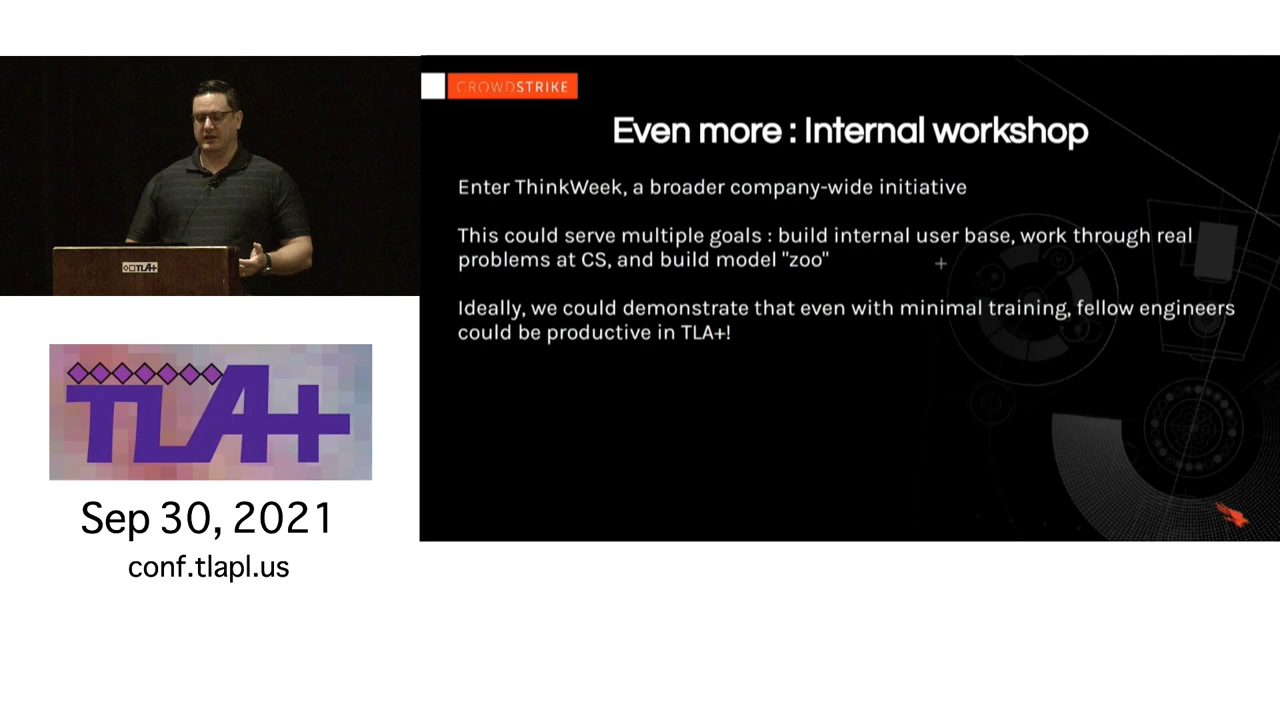 CROWDSTRIKE
Even more : Internal workshop
Enter ThinkWeek, a broader company-wide initiative
This could serve multiple goals : build internal user base, work through real
problems at CS, and build model "zoo"
Ideally, we could demonstrate that even with minimal training, fellow engineers
could be productive in TLA+!
TLA+
TLA+
Sep 30, 2021
conf.tlapl.us